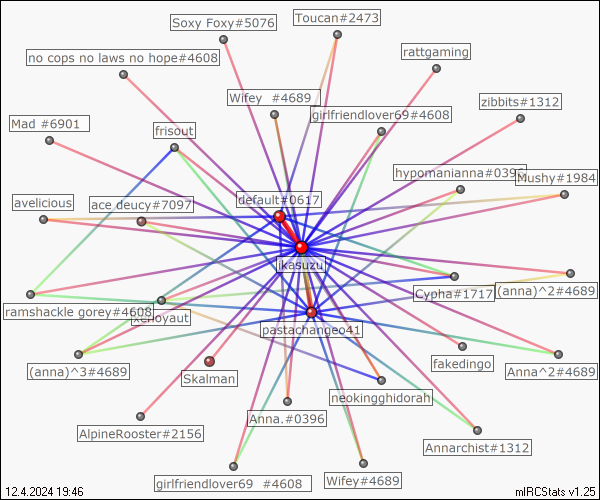 Soxy Foxy#5076
Toucan#2473
no cops no laws no hope#4608
rattgaming
Wifey #4689
girlfriendlover69#4608
zibbits#1312
Mad #6901
frisout
hypomanianna#0396
Mushy#1984
avelicious
ace deucy#7097
default#0617
ikasuzu
Cypha#1717
(anna)^2#4689
ramshackle gorey#4608
xenoyaut
pastachangeo41
(anna)^3#4689
Skalman
fakedingo
Anna^2#4689
neokingghidorah
AlpineRooster#2156
Anna.#0396
Annarchist#1312
girlfriendlover69 #4608
Wifey#4689
12.4.2024 19:46
mIRCStats v1.25